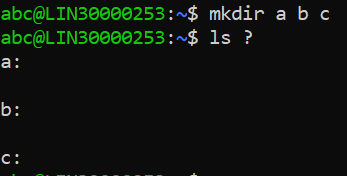 abc@LIN30000253:~$ mkdir a b c
abc@LIN30000253:~$ ls ?
a:
b:
c: